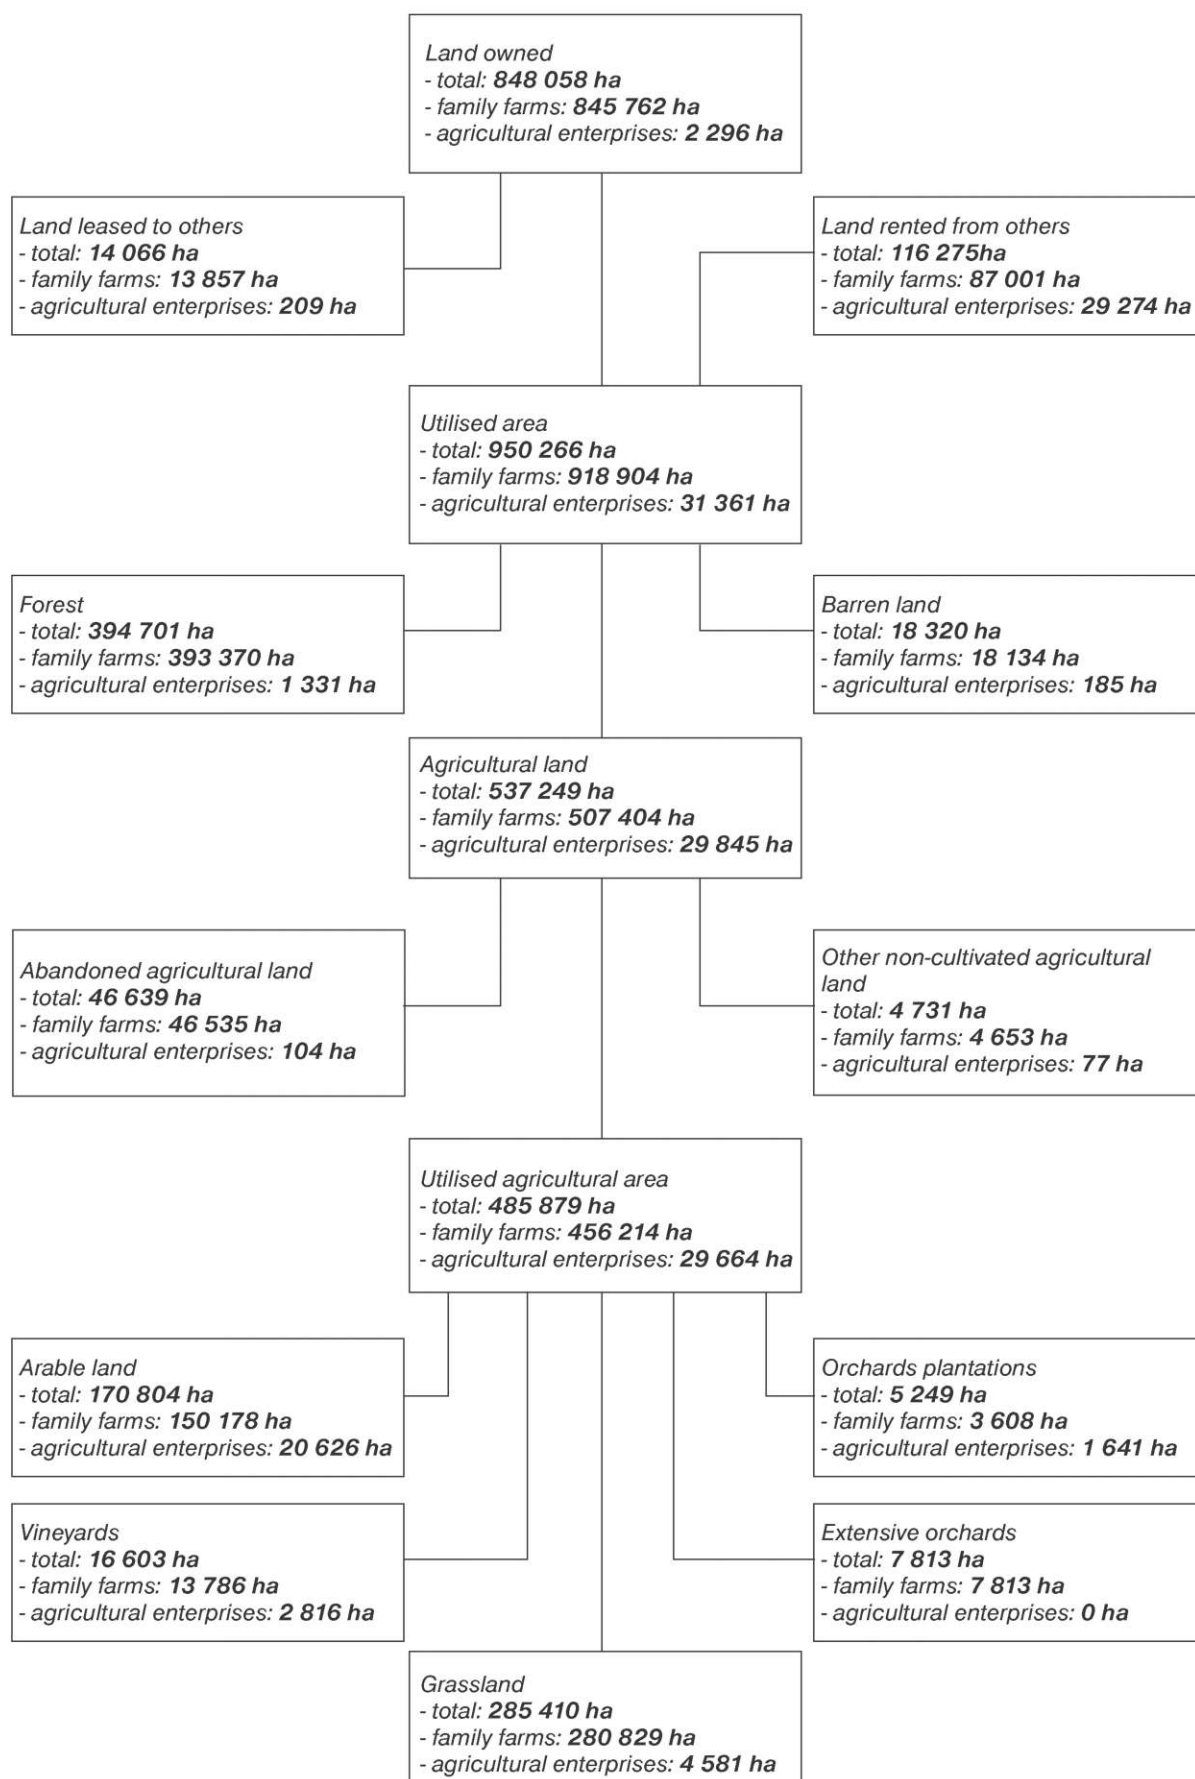 Land owned
- total: 848 058 ha
- family farms: 845 762 ha
- agricultural enterprises: 2 296 ha
Land leased to others
- total: 14 066 ha
- family farms: 13 857 ha
- agricultural enterprises: 209 ha
Land rented from others
- total: 116 275ha
- family farms: 87 001 ha
- agricultural enterprises: 29 274 ha
Utilised area
- total: 950 266 ha
- family farms: 918 904 ha
- agricultural enterprises: 31 361 ha
Forest
- total: 394 701 ha
- family farms: 393 370 ha
- agricultural enterprises: 1 331 ha
Barren land
- total: 18 320 ha
- family farms: 18 134 ha
- agricultural enterprises: 185 ha
Agricultural land
- total: 537 249 ha
- family farms: 507 404 ha
- agricultural enterprises: 29 845 ha
Abandoned agricultural land
- total: 46 639 ha
- family farms: 46 535 ha
- agricultural enterprises: 104 ha
Other non-cultivated agricultural
land
- total: 4 731 ha
- family farms: 4 653 ha
- agricultural enterprises: 77 ha
Utilised agricultural area
- total: 485 879 ha
- family farms: 456 214 ha
- agricultural enterprises: 29 664 ha
Arable land
- total: 170 804 ha
- family farms: 150 178 ha
- agricultural enterprises: 20 626 ha
Orchards plantations
- total: 5 249 ha
- family farms: 3 608 ha
- agricultural enterprises: 1 641 ha
Vineyards
- total: 16 603 ha
- family farms: 13 786 ha
- agricultural enterprises: 2 816 ha
Extensive orchards
- total: 7 813 ha
- family farms: 7 813 ha
- agricultural enterprises: 0 ha
Grassland
- total: 285 410 ha
- family farms: 280 829 ha
- agricultural enterprises: 4 581 ha